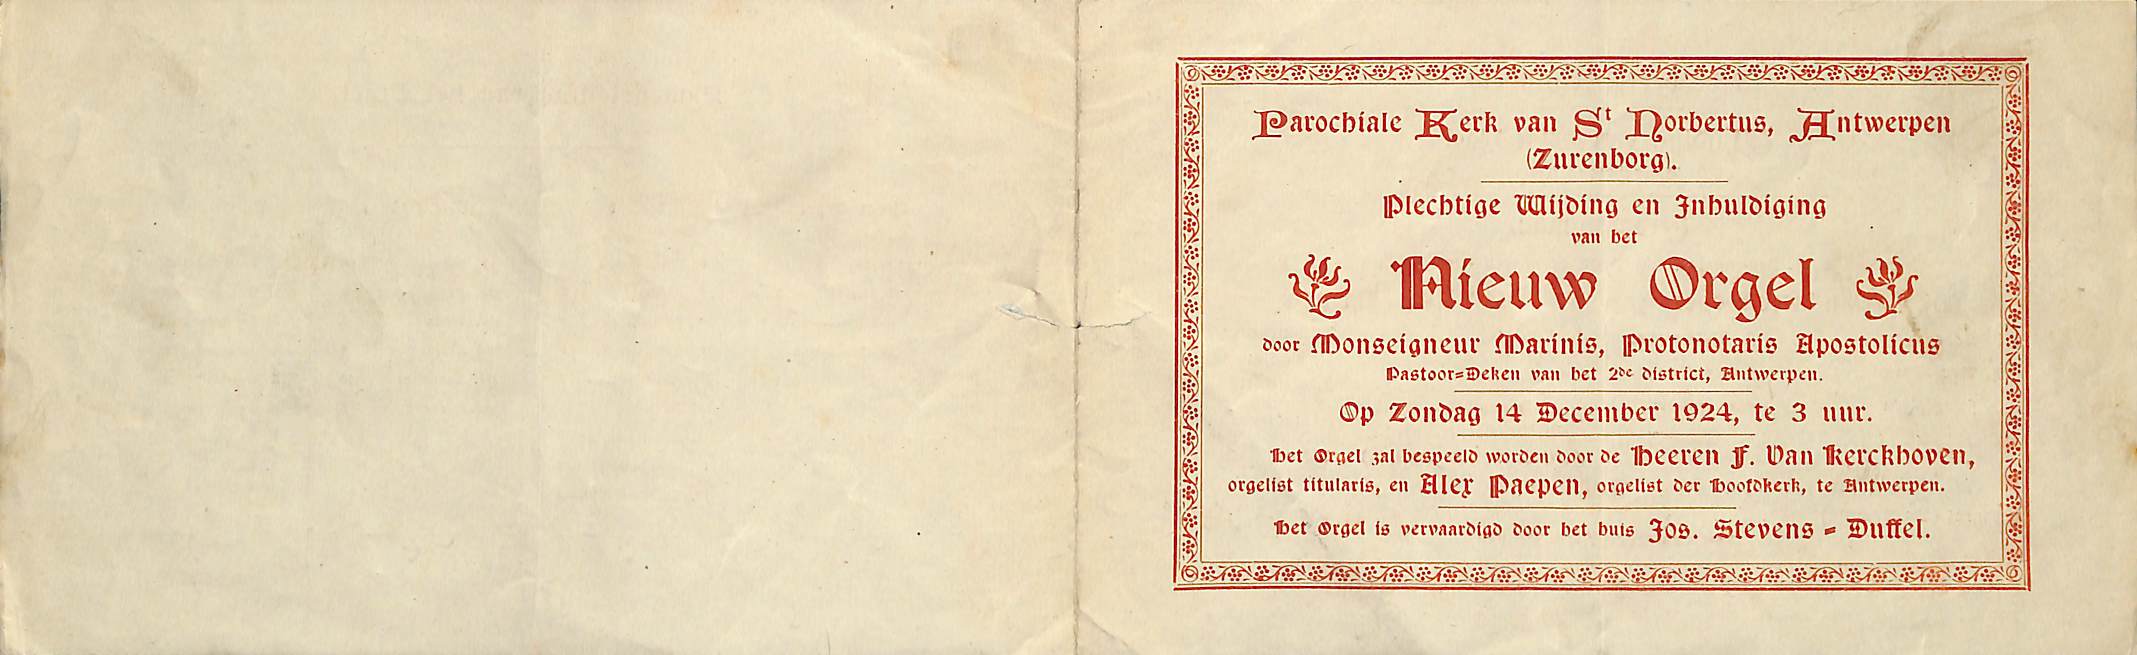 Parochiale Kerk van St Norbertus, Antwerpen
(Zurenborg).
Plechtige Wijding en Inhuldiging
van het
Nieuw Orgel
door Monseigneur Marinis, Protonotaris Apostolicus
Pastoor=Deken van het 2de district, Antwerpen.
Op Zondag 14 December 1924, te 3 uur.
Het Orgel zal bespeeld worden door de Heeren F. Van Kerckhoven,
orgelist titularis, en Alex Paepen, orgelist der Hoofdkerk, te Antwerpen.
Het Orgel is vervaardigd door het huis Jos. Stevens = Duffel.